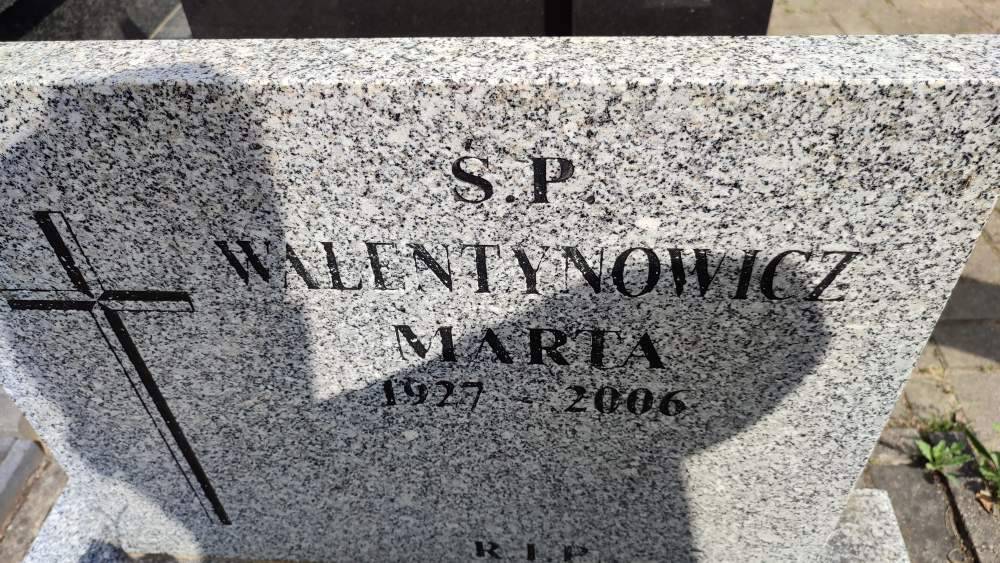 Ś.P.
WALENTYNOWICZ
MARTA
1927 - 2006
R.I.P.